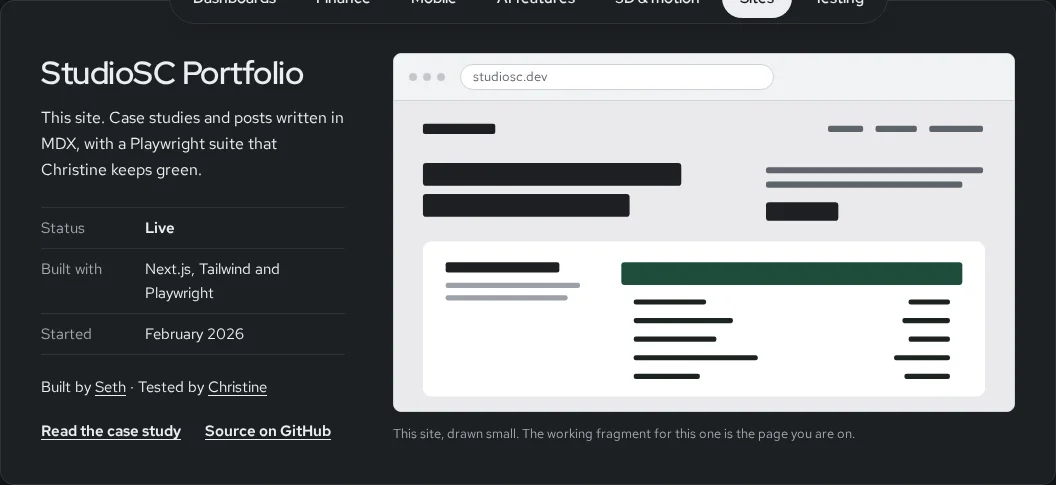 Dashboards Finance Mobile AI features 3D & motion Sites Testing
StudioSC Portfolio
This site. Case studies and posts written in
MDX, with a Playwright suite that
Christine keeps green.
Status Live
Built with Next.js, Tailwind and
Playwright
Started February 2026
Built by Seth · Tested by Christine
Read the case study Source on GitHub
studiosc.dev
This site, drawn small. The working fragment for this one is the page you are on.